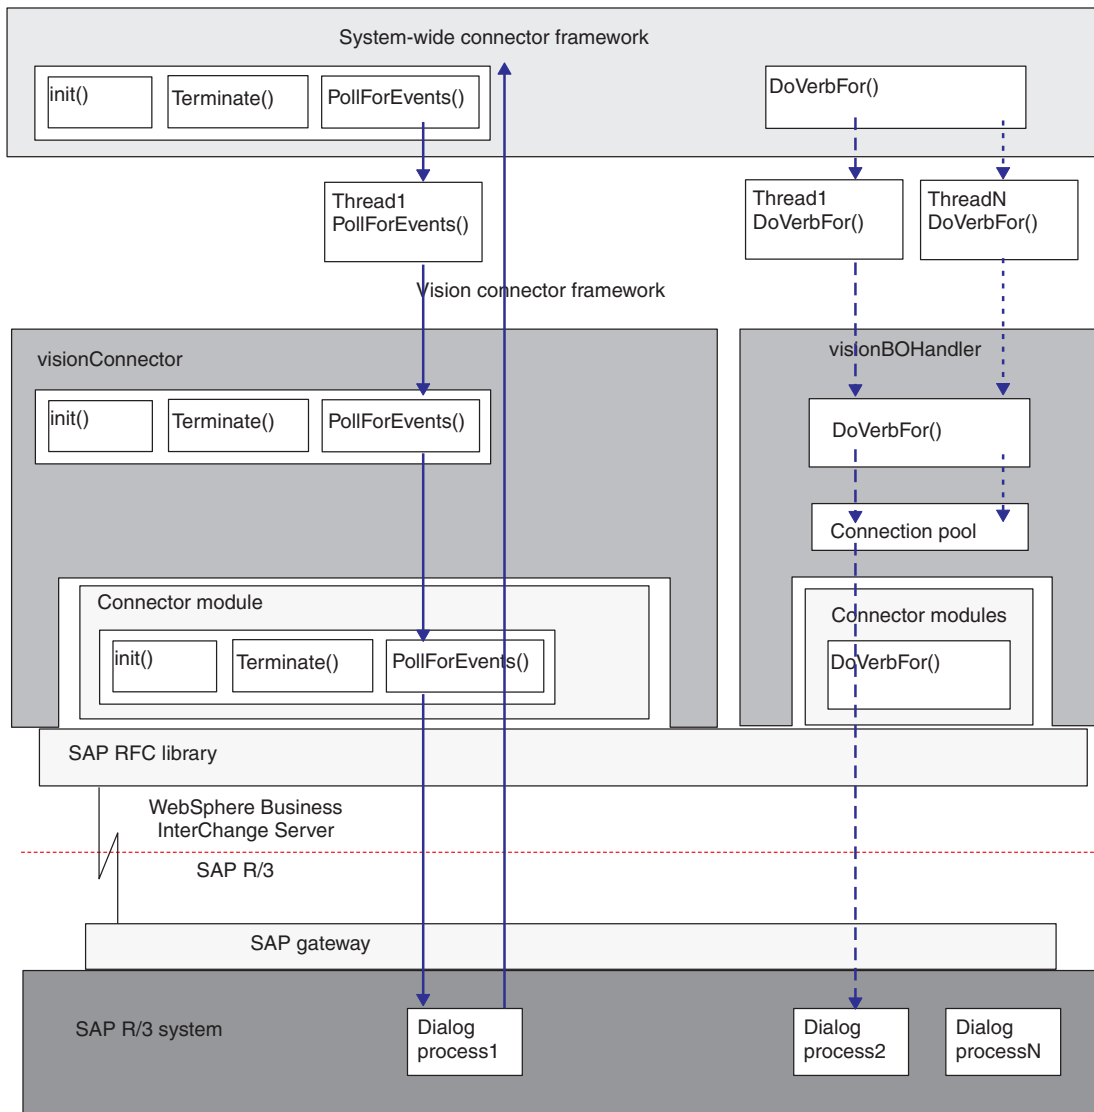 System-wide connector framework
init()
Terminate()
PollForEvents()
DoVerbFor()
Thread1
PollForEvents()
Thread1
DoVerbFor()
ThreadN
DoVerbFor()
Vision connector framework
visionConnector
visionBOHandler
init()
Terminate()
PollForEvents()
DoVerbFor()
Connection pool
Connector module
Connector modules
init()
Terminate()
PollForEvents()
DoVerbFor()
SAP RFC library
WebSphere Business
InterChange Server
SAP R/3
SAP gateway
SAP R/3 system
Dialog
process1
Dialog
process2
Dialog
processN